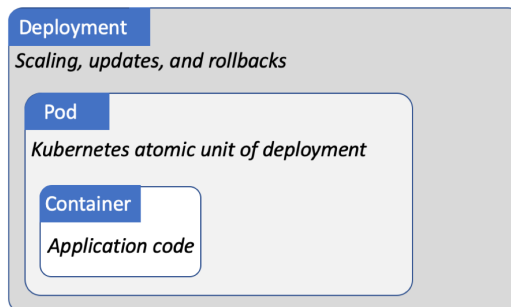 Deployment
Scaling, updates, and rollbacks
Pod
Kubernetes atomic unit of deployment
Container
Application code